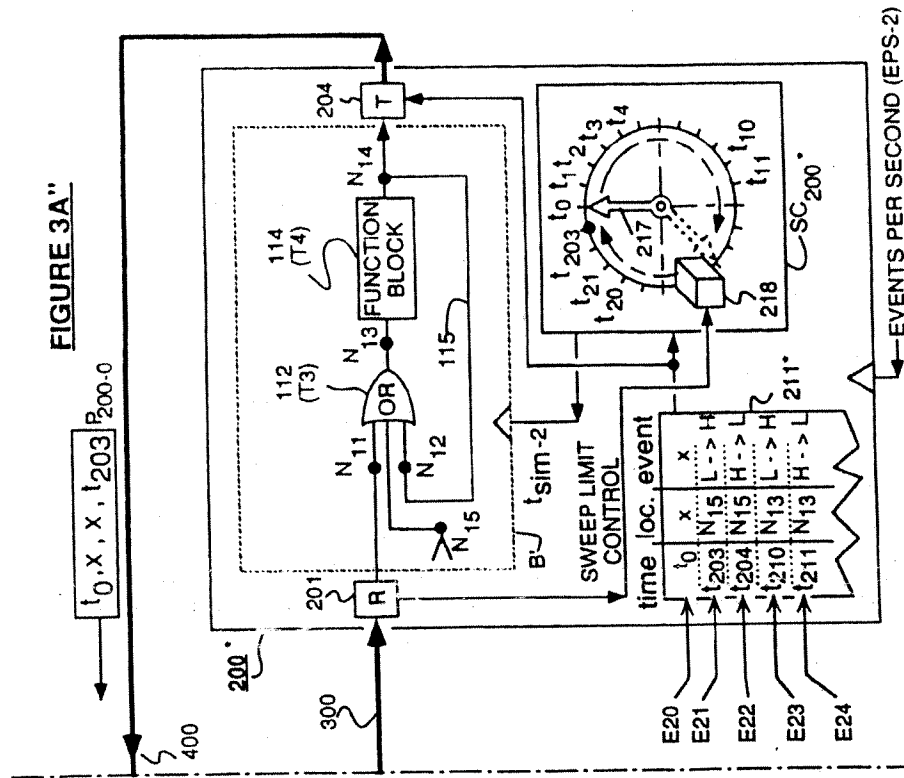 FIGURE 3A"
t0, x, x, t203
P200-0
400
300
200*
201
R
204
T
112
(T3)
OR
114
(T4)
FUNCTION
BLOCK
N11
N12
N13
N14
N15
115
B'
tsim-2
SWEEP LIMIT
CONTROL
t203 t0 t1 t2 t3 t4
t21
t20
t10
t11
217
218
SC200*
211*
time loc. event
E20 t0 x x
E21 t203 N15 L -> H
E22 t204 N15 H -> L
E23 t210 N13 L -> H
E24 t211 N13 H -> L
EVENTS PER SECOND (EPS-2)